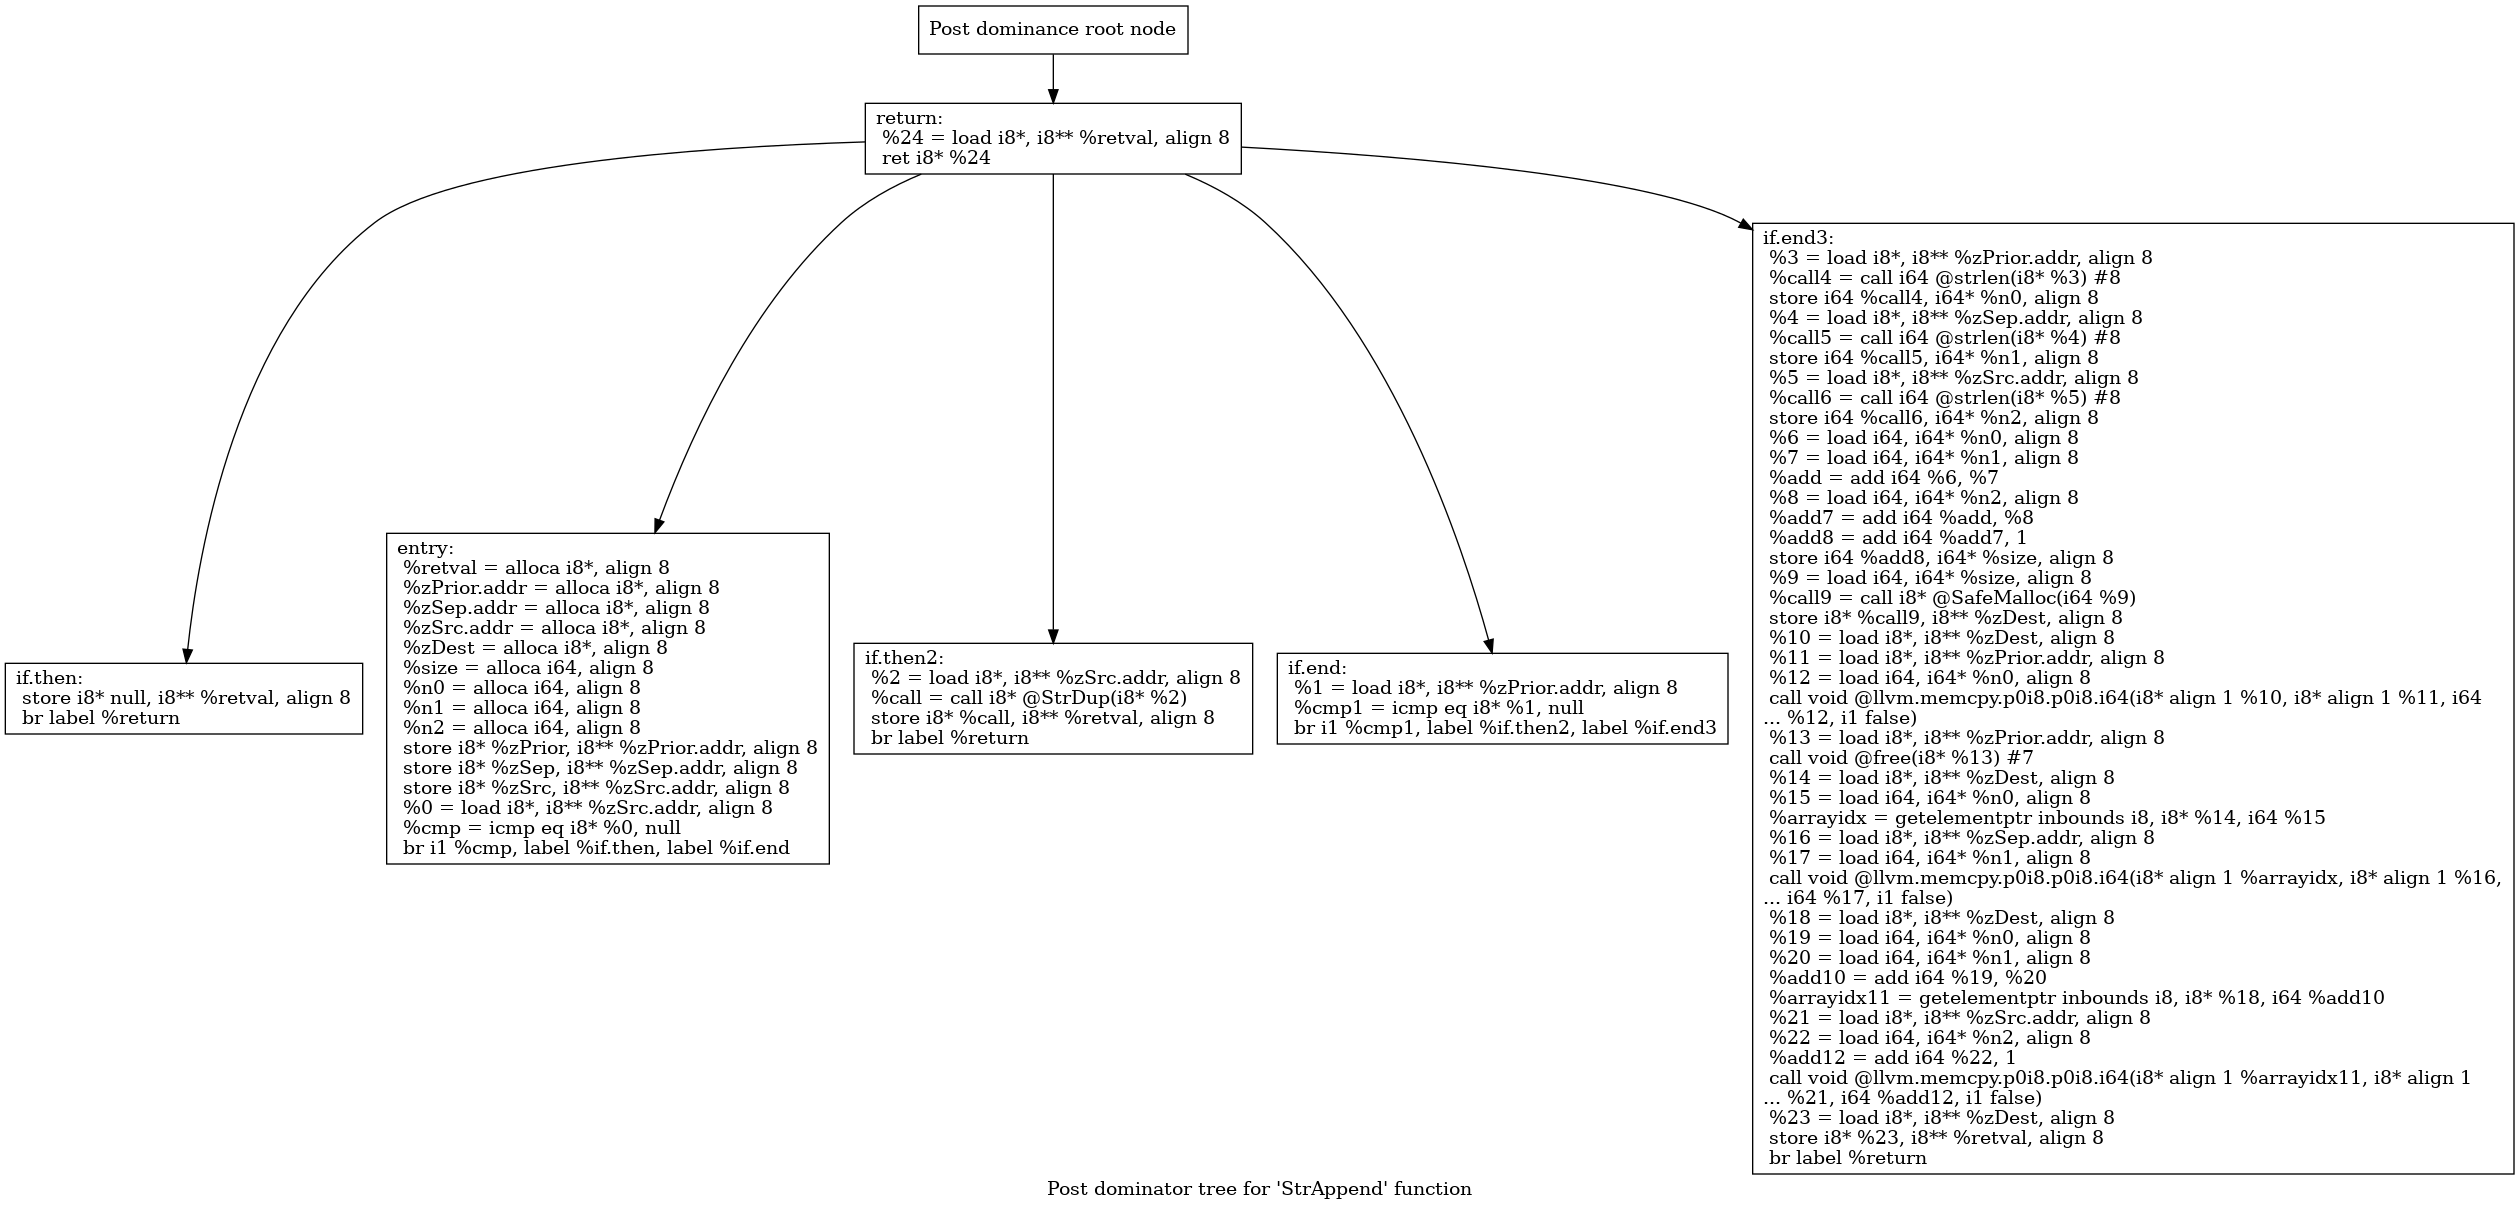 Post dominance root node
return:
%24 = load i8*, i8** %retval, align 8
ret i8* %24
if.then:
store i8* null, i8** %retval, align 8
br label %return
entry:
%retval = alloca i8*, align 8
%zPrior.addr = alloca i8*, align 8
%zSep.addr = alloca i8*, align 8
%zSrc.addr = alloca i8*, align 8
%zDest = alloca i8*, align 8
%size = alloca i64, align 8
%n0 = alloca i64, align 8
%n1 = alloca i64, align 8
%n2 = alloca i64, align 8
store i8* %zPrior, i8** %zPrior.addr, align 8
store i8* %zSep, i8** %zSep.addr, align 8
store i8* %zSrc, i8** %zSrc.addr, align 8
%0 = load i8*, i8** %zSrc.addr, align 8
%cmp = icmp eq i8* %0, null
br i1 %cmp, label %if.then, label %if.end
if.then2:
%2 = load i8*, i8** %zSrc.addr, align 8
%call = call i8* @StrDup(i8* %2)
store i8* %call, i8** %retval, align 8
br label %return
if.end:
%1 = load i8*, i8** %zPrior.addr, align 8
%cmp1 = icmp eq i8* %1, null
br i1 %cmp1, label %if.then2, label %if.end3
if.end3:
%3 = load i8*, i8** %zPrior.addr, align 8
%call4 = call i64 @strlen(i8* %3) #8
store i64 %call4, i64* %n0, align 8
%4 = load i8*, i8** %zSep.addr, align 8
%call5 = call i64 @strlen(i8* %4) #8
store i64 %call5, i64* %n1, align 8
%5 = load i8*, i8** %zSrc.addr, align 8
%call6 = call i64 @strlen(i8* %5) #8
store i64 %call6, i64* %n2, align 8
%6 = load i64, i64* %n0, align 8
%7 = load i64, i64* %n1, align 8
%add = add i64 %6, %7
%8 = load i64, i64* %n2, align 8
%add7 = add i64 %add, %8
%add8 = add i64 %add7, 1
store i64 %add8, i64* %size, align 8
%9 = load i64, i64* %size, align 8
%call9 = call i8* @SafeMalloc(i64 %9)
store i8* %call9, i8** %zDest, align 8
%10 = load i8*, i8** %zDest, align 8
%11 = load i8*, i8** %zPrior.addr, align 8
%12 = load i64, i64* %n0, align 8
call void @llvm.memcpy.p0i8.p0i8.i64(i8* align 1 %10, i8* align 1 %11, i64
... %12, i1 false)
%13 = load i8*, i8** %zPrior.addr, align 8
call void @free(i8* %13) #7
%14 = load i8*, i8** %zDest, align 8
%15 = load i64, i64* %n0, align 8
%arrayidx = getelementptr inbounds i8, i8* %14, i64 %15
%16 = load i8*, i8** %zSep.addr, align 8
%17 = load i64, i64* %n1, align 8
call void @llvm.memcpy.p0i8.p0i8.i64(i8* align 1 %arrayidx, i8* align 1 %16,
... i64 %17, i1 false)
%18 = load i8*, i8** %zDest, align 8
%19 = load i64, i64* %n0, align 8
%20 = load i64, i64* %n1, align 8
%add10 = add i64 %19, %20
%arrayidx11 = getelementptr inbounds i8, i8* %18, i64 %add10
%21 = load i8*, i8** %zSrc.addr, align 8
%22 = load i64, i64* %n2, align 8
%add12 = add i64 %22, 1
call void @llvm.memcpy.p0i8.p0i8.i64(i8* align 1 %arrayidx11, i8* align 1
... %21, i64 %add12, i1 false)
%23 = load i8*, i8** %zDest, align 8
store i8* %23, i8** %retval, align 8
br label %return
Post dominator tree for 'StrAppend' function